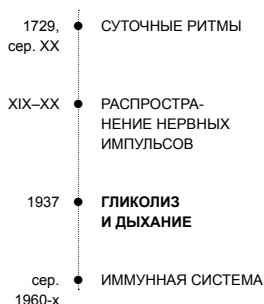 1729,
сер. XX
СУТОЧНЫЕ РИТМЫ
XIX–XX
РАСПРОСТРА-
НЕНИЕ НЕРВНЫХ
ИМПУЛЬСОВ
1937
ГЛИКОЛИЗ
И ДЫХАНИЕ
сер.
1960-х
ИММУННАЯ СИСТЕМА